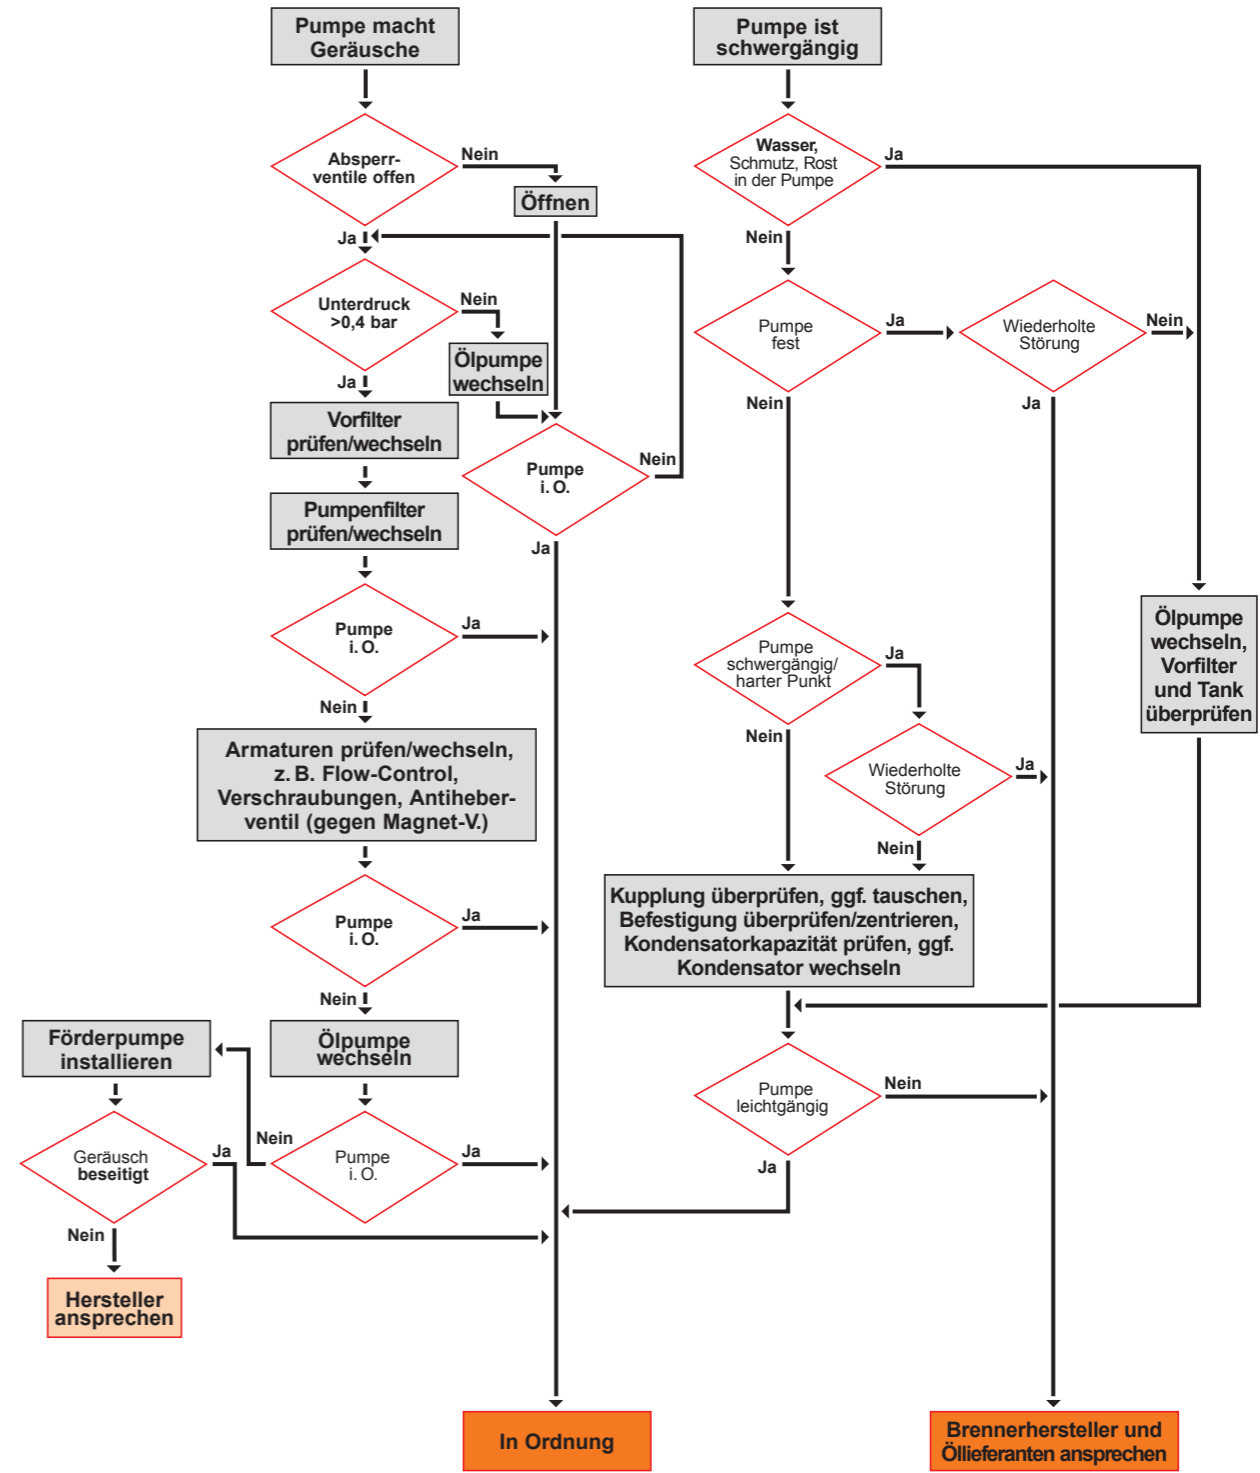 Pumpe macht
Geräusche
Absperr-
ventile offen
Nein
Öffnen
Ja
Unterdruck
>0,4 bar
Nein
Ölpumpe
wechseln
Ja
Vorfilter
prüfen/wechseln
Pumpe
i. O.
Nein
Ja
Pumpenfilter
prüfen/wechseln
Pumpe
i. O.
Ja
Nein
Armaturen prüfen/wechseln,
z. B. Flow-Control,
Verschraubungen, Antiheber-
ventil (gegen Magnet-V.)
Pumpe
i. O.
Ja
Nein
Ölpumpe
wechseln
Pumpe
i. O.
Ja
Nein
Förderpumpe
installieren
Geräusch
beseitigt
Ja
Nein
Hersteller
ansprechen
In Ordnung
Pumpe ist
schwergängig
Wasser,
Schmutz, Rost
in der Pumpe
Ja
Nein
Pumpe
fest
Ja
Wiederholte
Störung
Nein
Ja
Nein
Ölpumpe
wechseln,
Vorfilter
und Tank
überprüfen
Pumpe
schwergängig/
harter Punkt
Ja
Nein
Wiederholte
Störung
Ja
Nein
Kupplung überprüfen, ggf. tauschen,
Befestigung überprüfen/zentrieren,
Kondensatorkapazität prüfen, ggf.
Kondensator wechseln
Pumpe
leichtgängig
Nein
Ja
Brennerhersteller und
Öllieferanten ansprechen